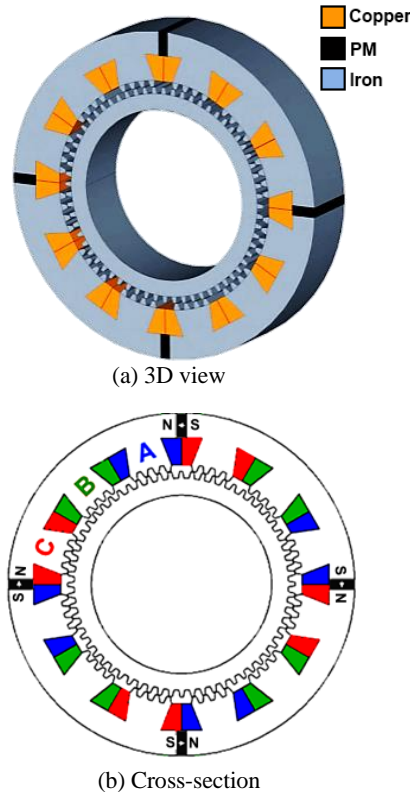 Copper
PM
Iron
(a) 3D view
N S
A
B
C
N
S
S
N
S N
(b) Cross-section